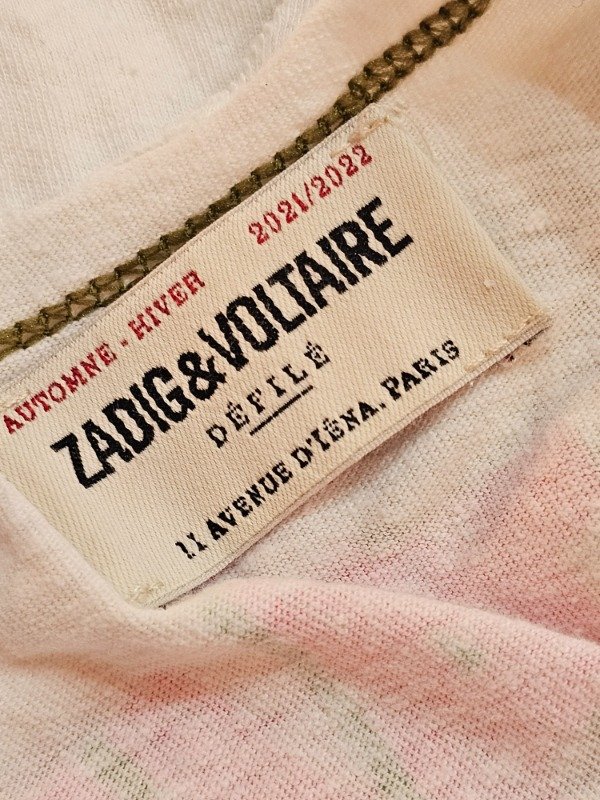 AUTOMNE - HIVER 2021/2022
ZADIG&VOLTAIRE
DÉFILÉ
11 AVENUE D'IÉNA. PARIS